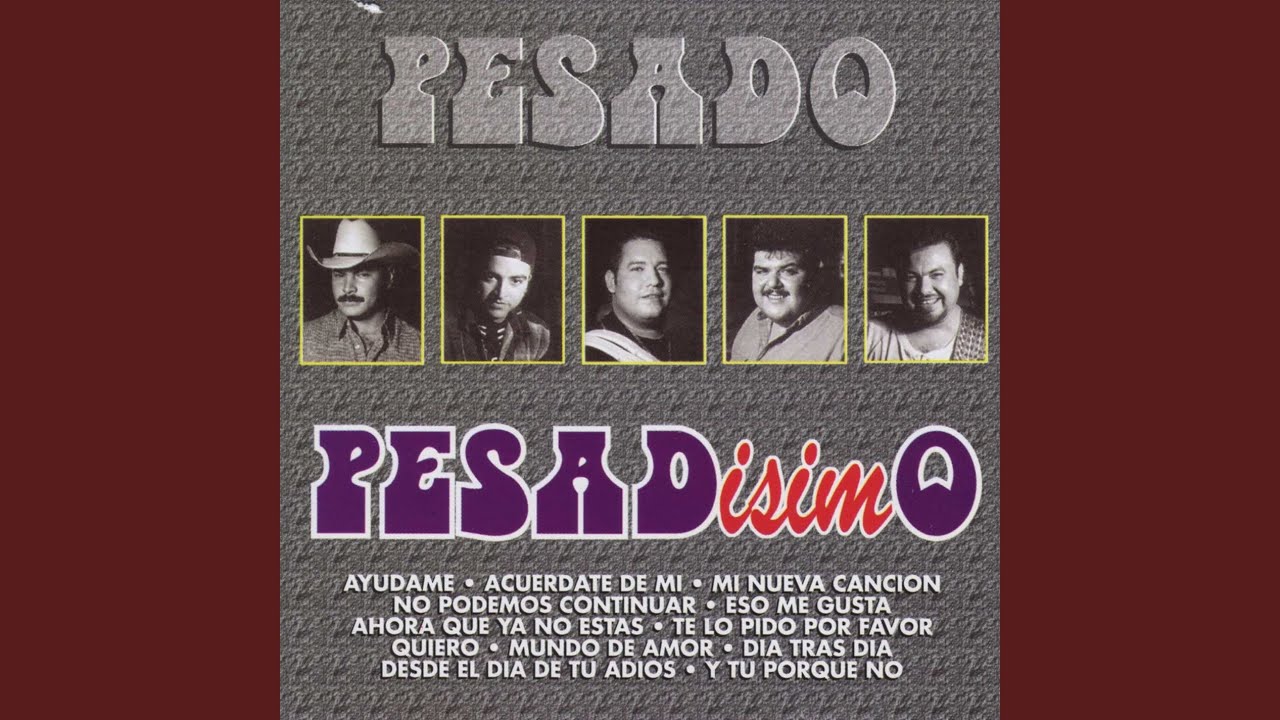 PESADO
PESADisimO
AYUDAME • ACUERDATE DE MI • MI NUEVA CANCION
NO PODEMOS CONTINUAR • ESO ME GUSTA
AHORA QUE YA NO ESTAS • TE LO PIDO POR FAVOR
QUIERO • MUNDO DE AMOR • DIA TRAS DIA
DESDE EL DIA DE TU ADIOS • Y TU PORQUE NO